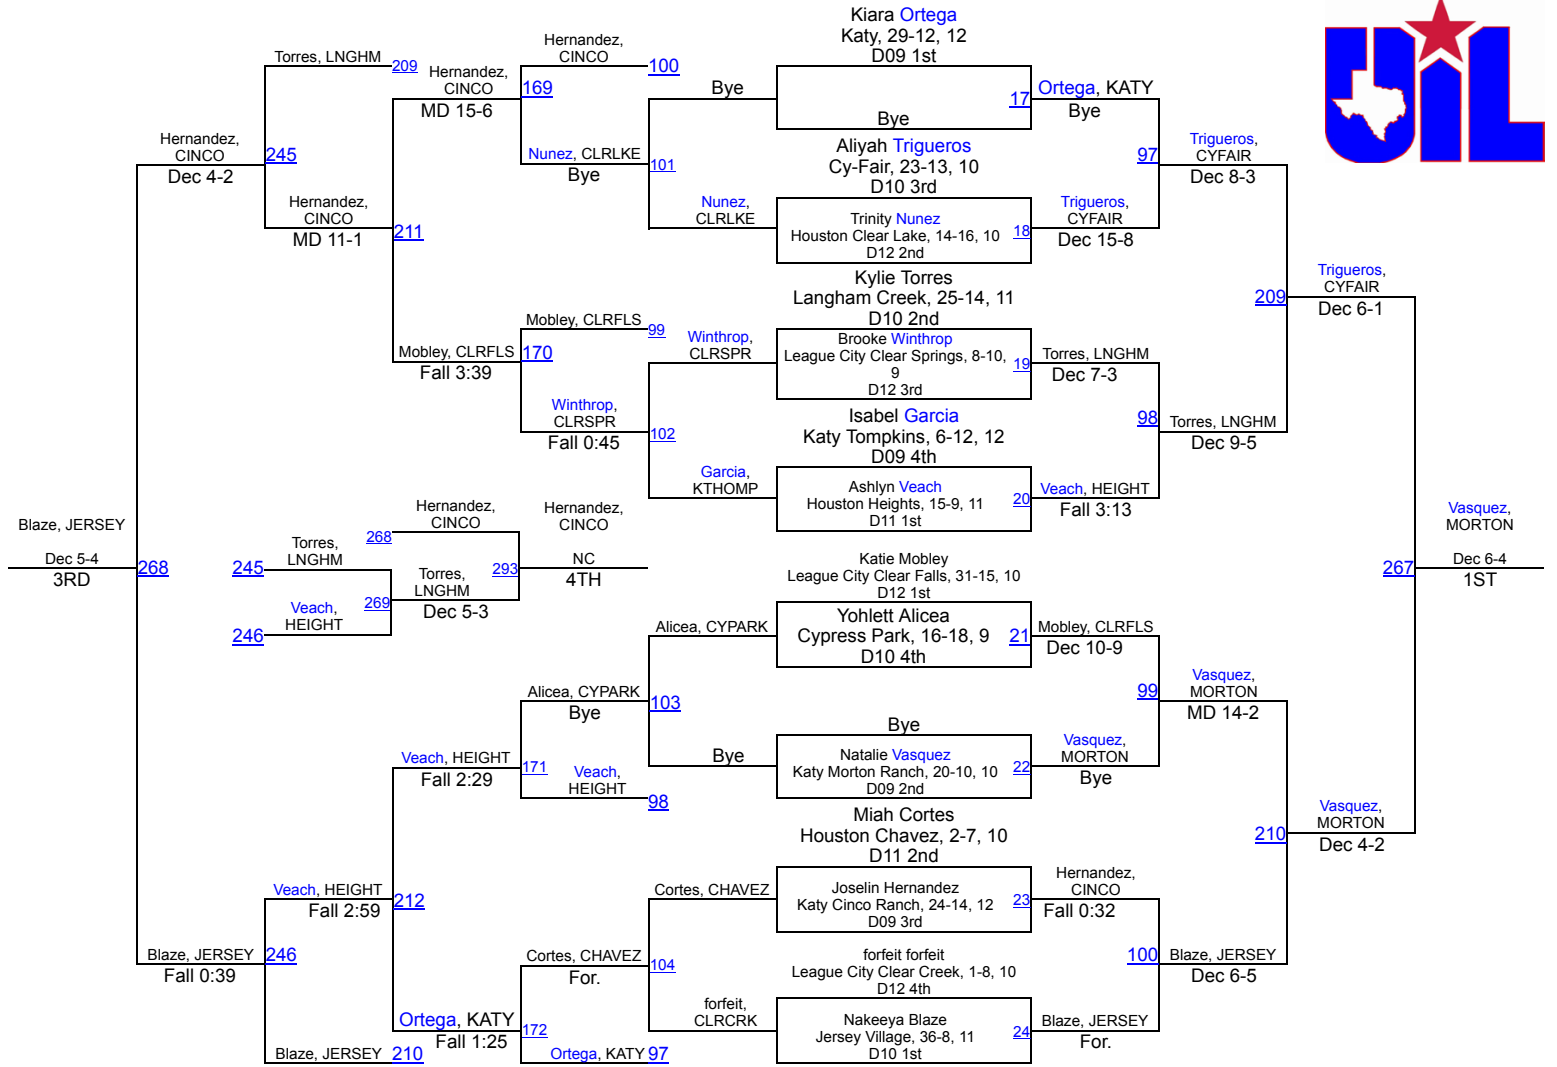 Kiara Ortega
Katy, 29-12, 12
D09 1st
Bye
17
Aliyah Trigueros
Cy-Fair, 23-13, 10
D10 3rd
Trinity Nunez
Houston Clear Lake, 14-16, 10
D12 2nd
18
Kylie Torres
Langham Creek, 25-14, 11
D10 2nd
Brooke Winthrop
League City Clear Springs, 8-10,
9
D12 3rd
19
Isabel Garcia
Katy Tompkins, 6-12, 12
D09 4th
Ashlyn Veach
Houston Heights, 15-9, 11
D11 1st
20
Katie Mobley
League City Clear Falls, 31-15, 10
D12 1st
Yohlett Alicea
Cypress Park, 16-18, 9
D10 4th
21
Bye
Natalie Vasquez
Katy Morton Ranch, 20-10, 10
D09 2nd
22
Miah Cortes
Houston Chavez, 2-7, 10
D11 2nd
Joselin Hernandez
Katy Cinco Ranch, 24-14, 12
D09 3rd
23
forfeit forfeit
League City Clear Creek, 1-8, 10
D12 4th
Nakeeya Blaze
Jersey Village, 36-8, 11
D10 1st
24
Ortega, KATY
Bye
97
Trigueros,
CYFAIR
Dec 15-8
Torres, LNGHM
Dec 7-3
98
Veach, HEIGHT
Fall 3:13
Mobley, CLRFLS
Dec 10-9
99
Vasquez,
MORTON
Bye
Hernandez,
CINCO
Fall 0:32
100
Blaze, JERSEY
For.
Trigueros,
CYFAIR
Dec 8-3
209
Torres, LNGHM
Dec 9-5
Vasquez,
MORTON
MD 14-2
210
Blaze, JERSEY
Dec 6-5
Trigueros,
CYFAIR
Dec 6-1
267
Vasquez,
MORTON
Dec 4-2
Vasquez,
MORTON
Dec 6-4
1ST
UIL
Bye
Nunez,
CLRLKE
101
Winthrop,
CLRSPR
102
Garcia,
KTHOMP
Alicea, CYPARK
103
Bye
Cortes, CHAVEZ
104
forfeit,
CLRCRK
Hernandez,
CINCO
100
169
Nunez, CLRLKE
Bye
Mobley, CLRFLS
99
170
Winthrop,
CLRSPR
Fall 0:45
Alicea, CYPARK
Bye
171
Veach,
HEIGHT
98
Cortes, CHAVEZ
For.
172
Ortega, KATY
97
Hernandez,
CINCO
MD 15-6
211
Mobley, CLRFLS
Fall 3:39
Veach, HEIGHT
Fall 2:29
212
Ortega, KATY
Fall 1:25
Torres, LNGHM
209
245
Hernandez,
CINCO
MD 11-1
Veach, HEIGHT
Fall 2:59
246
Blaze, JERSEY
210
Hernandez,
CINCO
Dec 4-2
268
Blaze, JERSEY
Fall 0:39
Blaze, JERSEY
Dec 5-4
3RD
245
Torres,
LNGHM
269
246
Veach,
HEIGHT
Hernandez,
CINCO
268
293
Torres,
LNGHM
Dec 5-3
Hernandez,
CINCO
NC
4TH